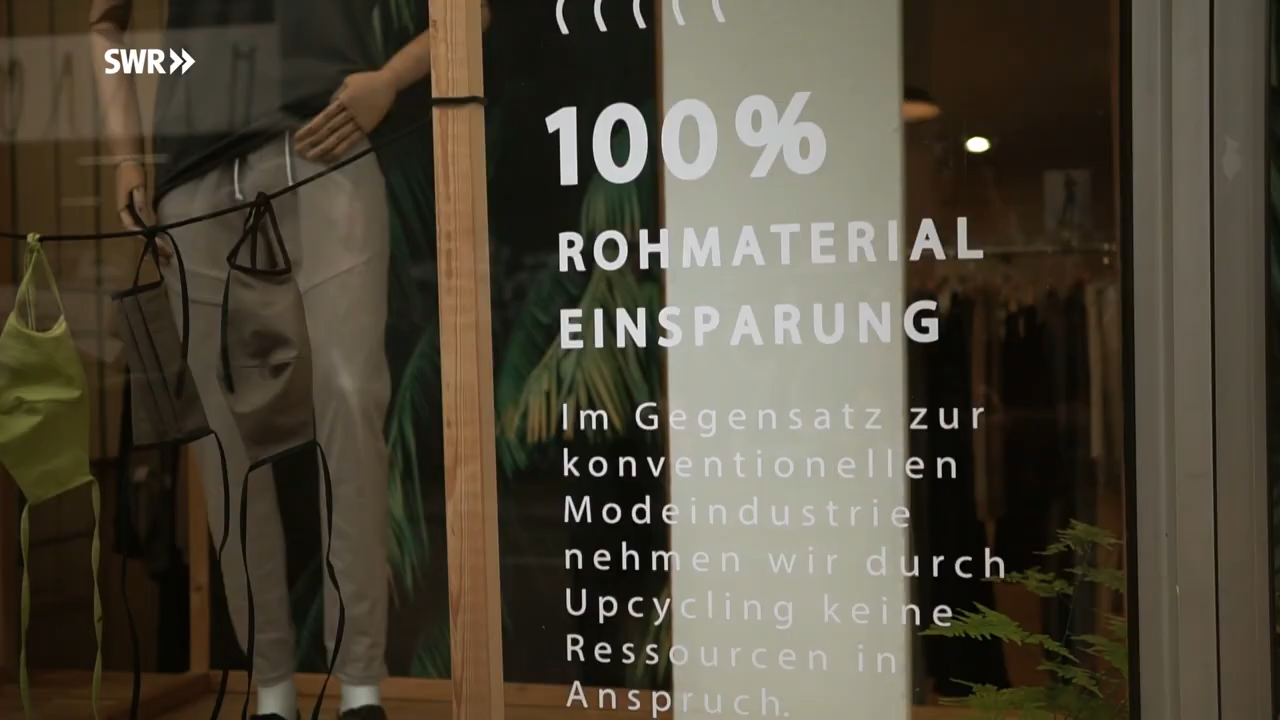 SWR
100%
ROHMATERIAL
EINSPARUNG
Im Gegensatz zur
konventionellen
Modeindustrie
nehmen wir durch
Upcycling keine
Ressourcen in
Anspruch.